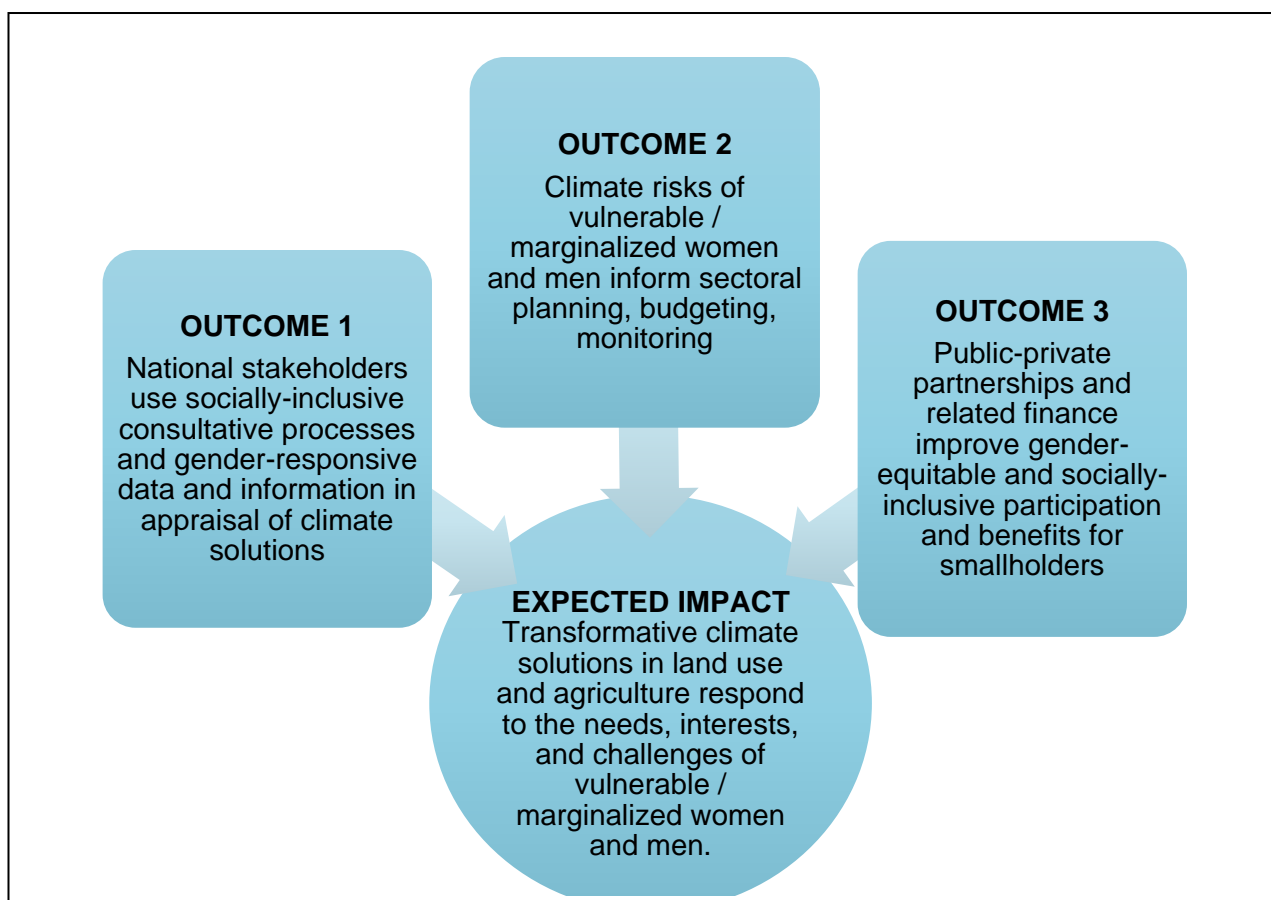 OUTCOME 1
National stakeholders
use socially-inclusive
consultative processes
and gender-responsive
data and information in
appraisal of climate
solutions
OUTCOME 2
Climate risks of
vulnerable /
marginalized women
and men inform sectoral
planning, budgeting,
monitoring
OUTCOME 3
Public-private
partnerships and
related finance
improve gender-
equitable and socially-
inclusive participation
and benefits for
smallholders
EXPECTED IMPACT
Transformative climate
solutions in land use
and agriculture respond
to the needs, interests,
and challenges of
vulnerable /
marginalized women
and men.